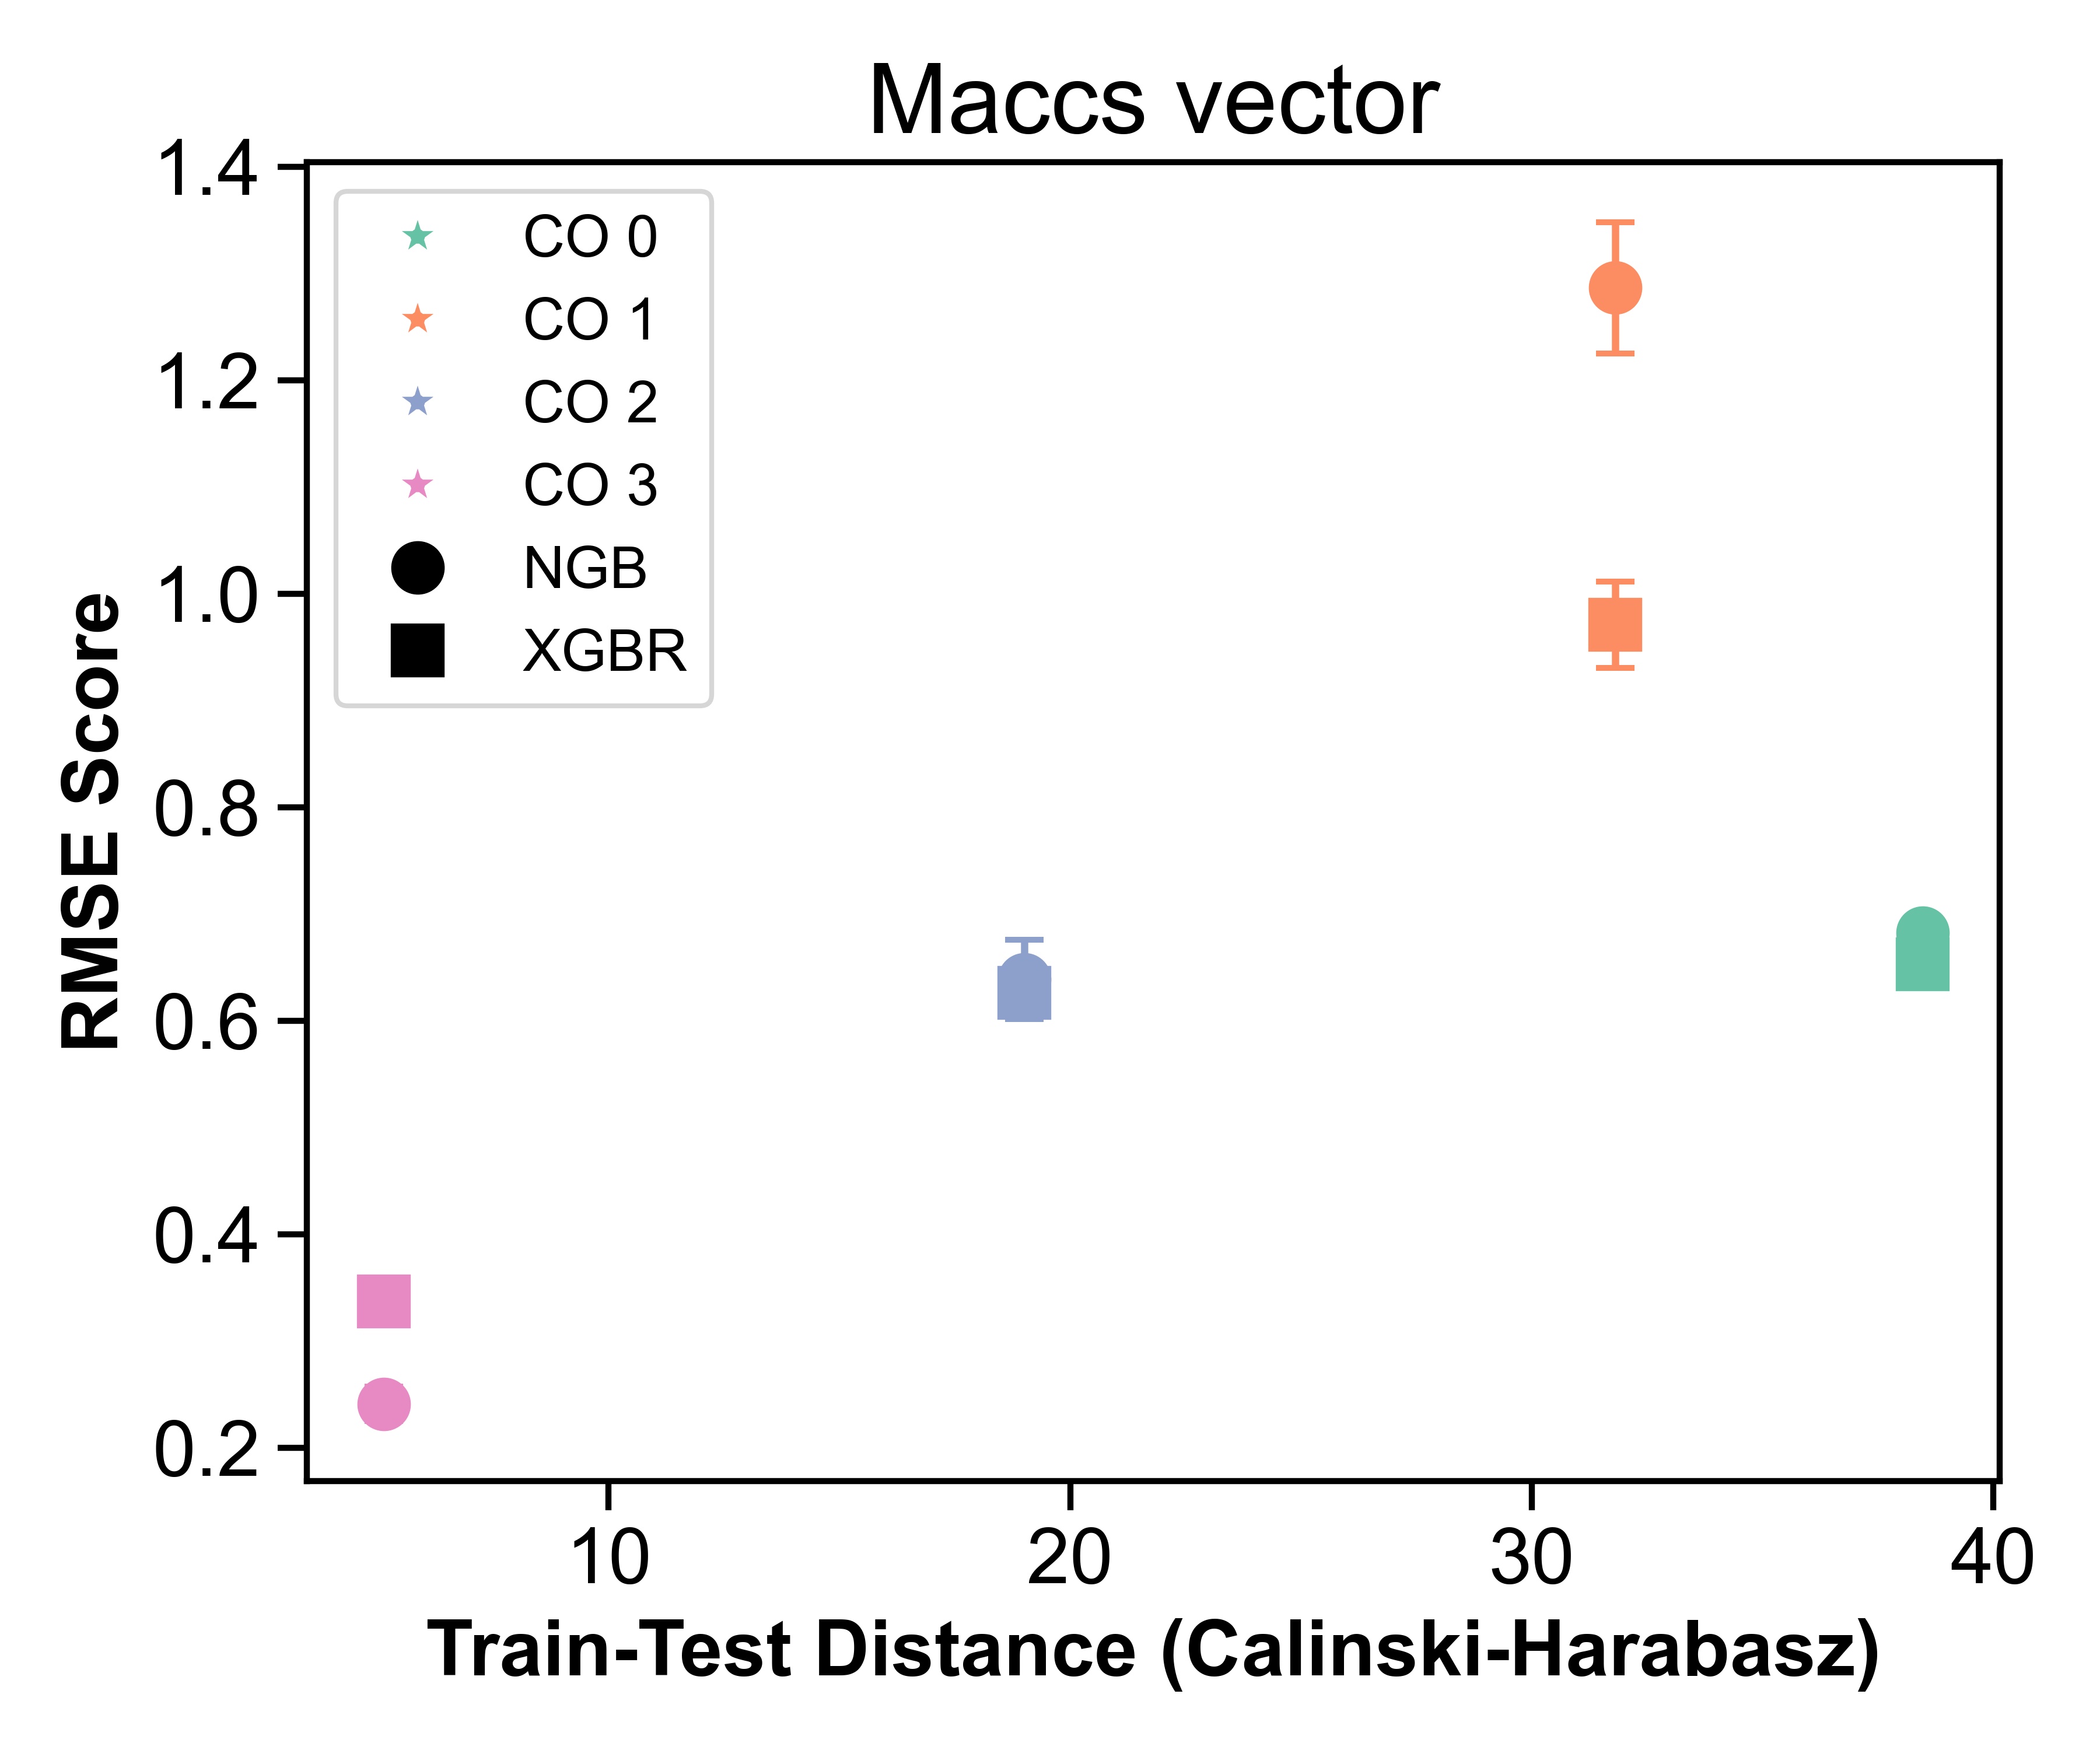 Maccs vector
1.4
1.2
1.0
0.8
0.6
0.4
0.2
RMSE Score
CO 0
CO 1
CO 2
CO 3
NGB
XGBR
10
20
30
40
Train-Test Distance (Calinski-Harabasz)